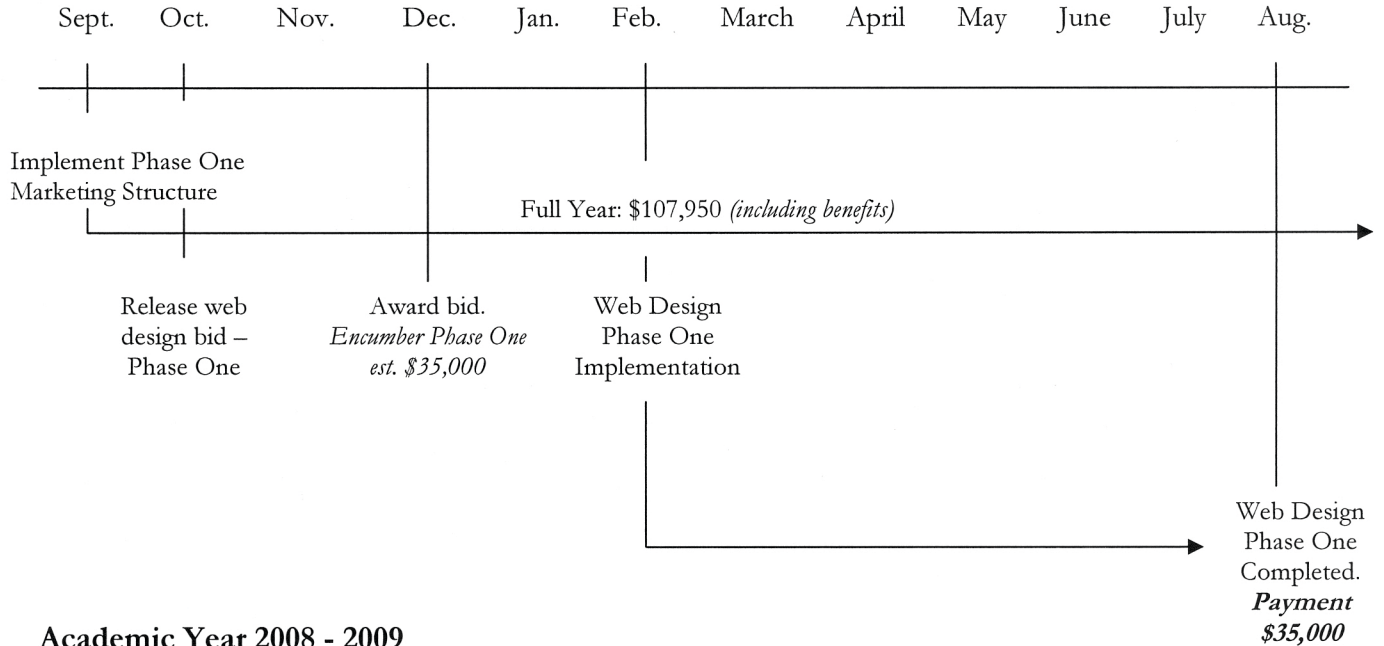 Sept. Oct. Nov. Dec. Jan. Feb. March April May June July Aug.
Implement Phase One
Marketing Structure
Full Year: $107,950 (including benefits)
Release web
design bid –
Phase One
Award bid.
Encumber Phase One
est. $35,000
Web Design
Phase One
Implementation
Web Design
Phase One
Completed.
Payment
$35,000
Academic Year 2008 - 2009